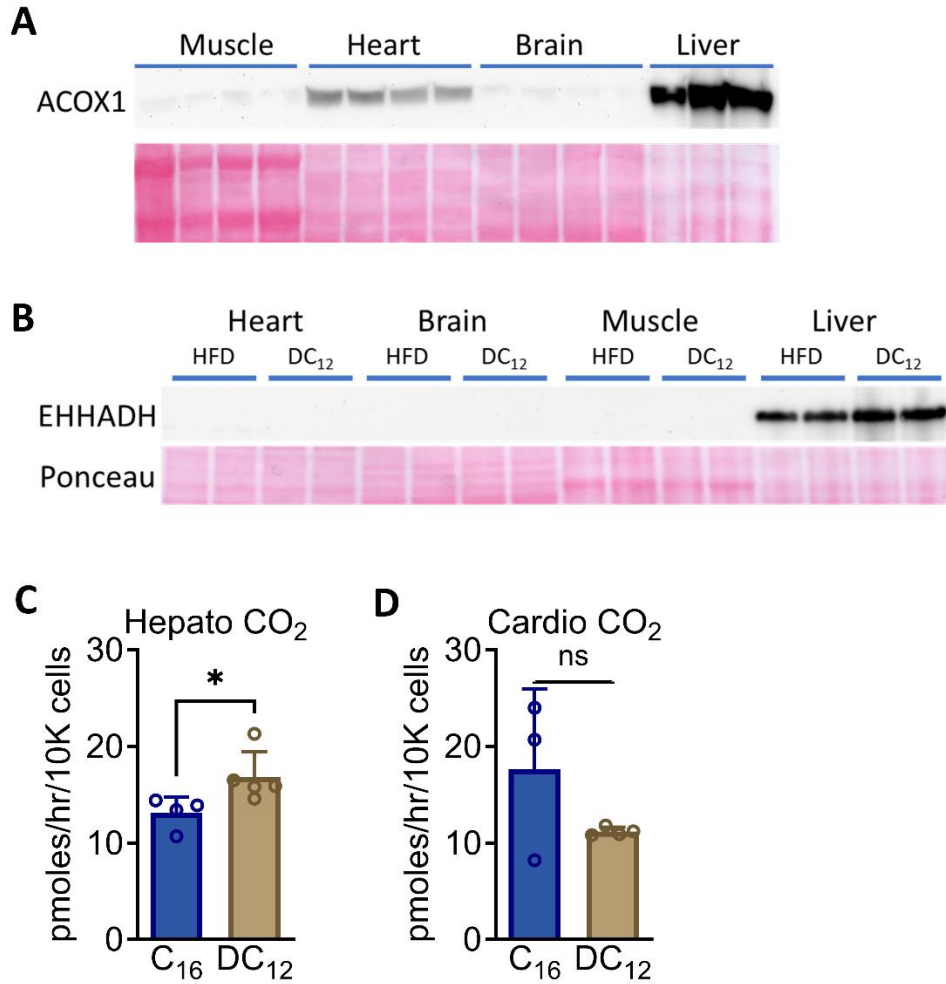 A
Muscle Heart Brain Liver
ACOX1
B
Heart Brain Muscle Liver
HFD DC₁₂ HFD DC₁₂ HFD DC₁₂ HFD DC₁₂
EHHADH
Ponceau
C
Hepato CO₂
pmoles/hr/10K cells
30
20
10
0
*
C₁₆ DC₁₂
D
Cardio CO₂
pmoles/hr/10K cells
30
20
10
0
ns
C₁₆ DC₁₂